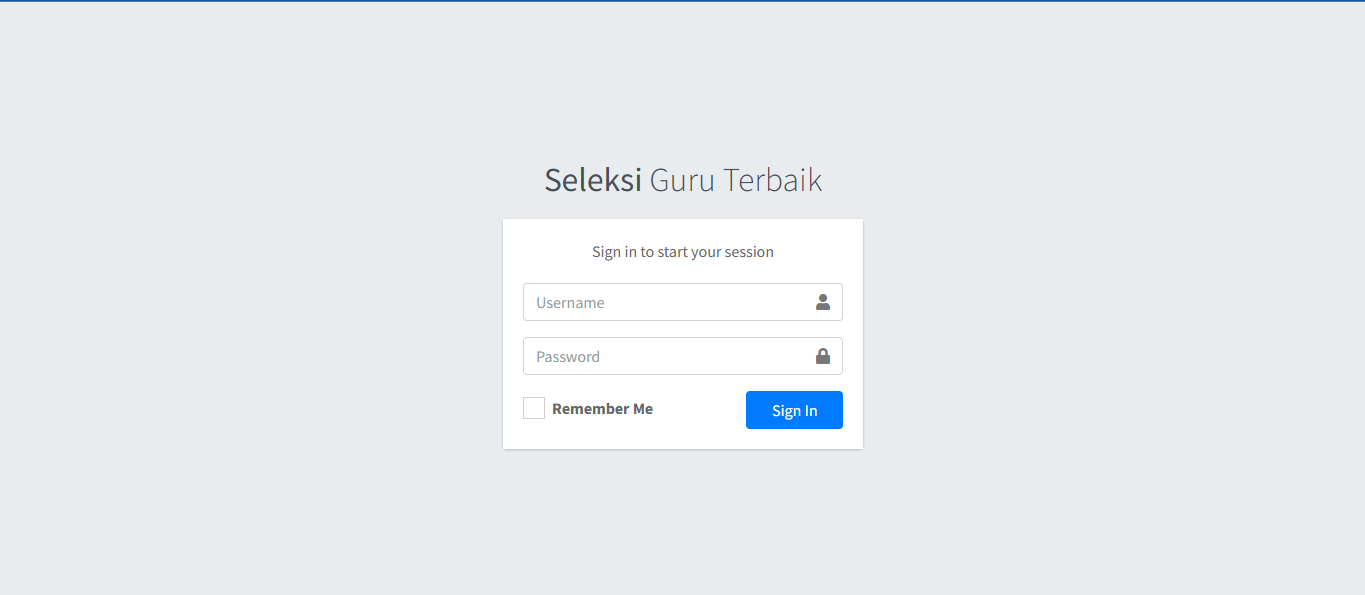 Seleksi Guru Terbaik
Sign in to start your session
Username
Password
Remember Me
Sign In